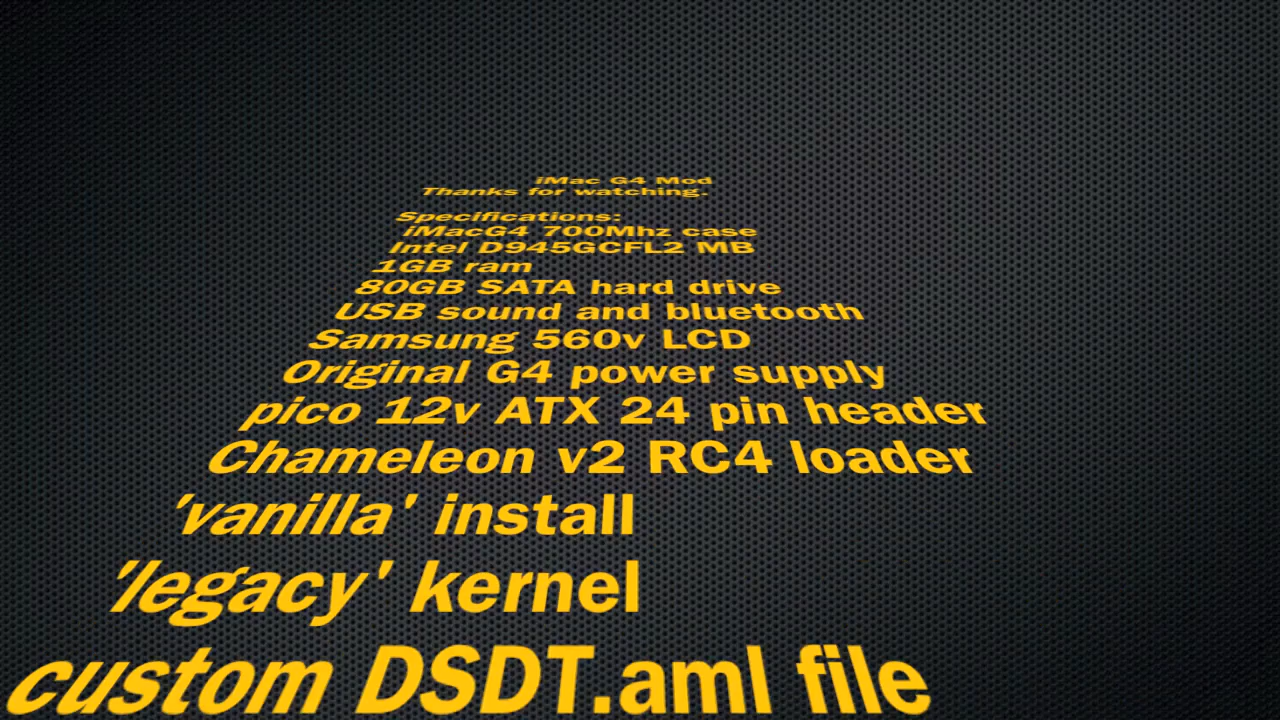 iMac G4 Mod
Thanks for watching.
Specifications:
iMacG4 700Mhz case
Intel D945GCFL2 MB
1GB ram
80GB SATA hard drive
USB sound and bluetooth
Samsung 560v LCD
Original G4 power supply
pico 12v ATX 24 pin header
Chameleon v2 RC4 loader
'vanilla' install
'legacy' kernel
custom DSDT.aml file